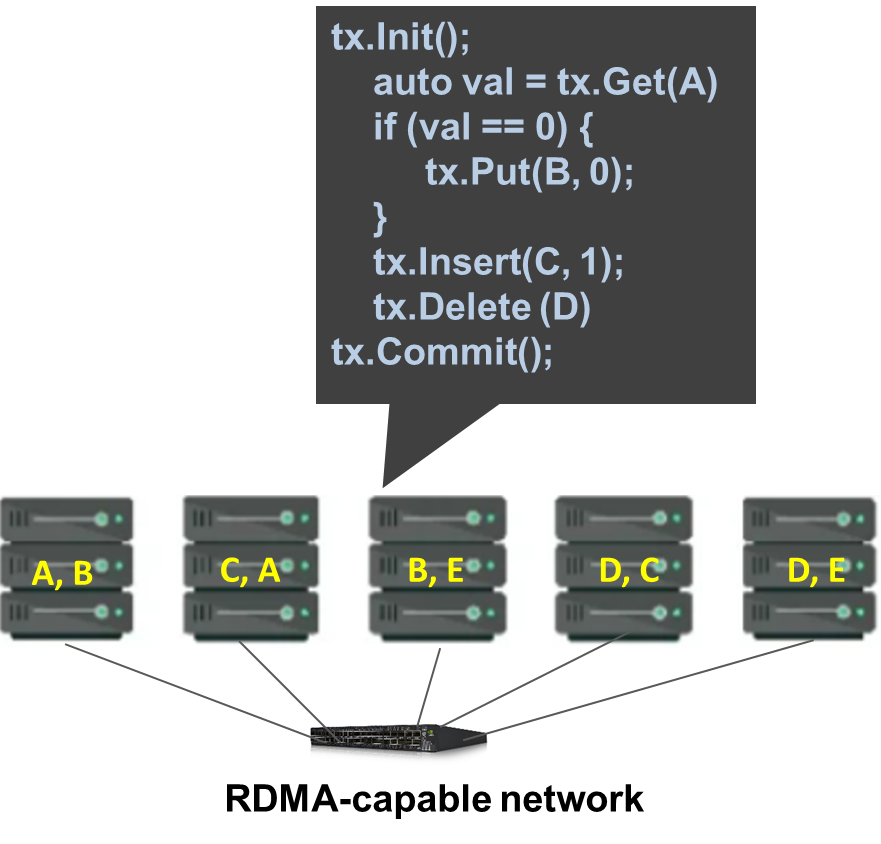 tx.Init();
auto val = tx.Get(A)
if (val == 0) {
tx.Put(B, 0);
}
tx.Insert(C, 1);
tx.Delete (D)
tx.Commit();
A, B
C, A
B, E
D, C
D, E
RDMA-capable network